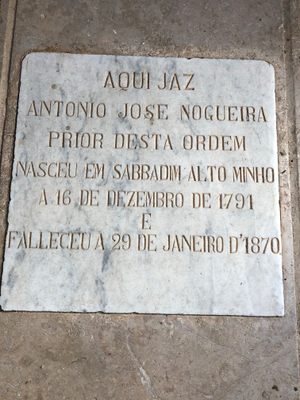 AQUI JAZ
ANTONIO JOSE NOGUEIRA
PRIOR DESTA ORDEM
NASCEU EM SABBADIM ALTO MINHO
A 16 DE DEZEMBRO DE 1791
E
FALLECEU A 29 DE JANEIRO D'1870